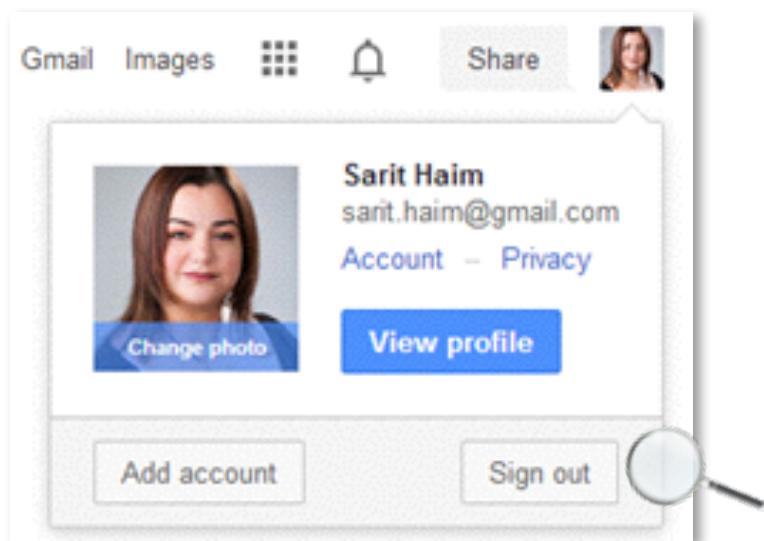 Gmail Images Share
Sarit Haim
sarit.haim@gmail.com
Account – Privacy
Change photo
View profile
Add account Sign out